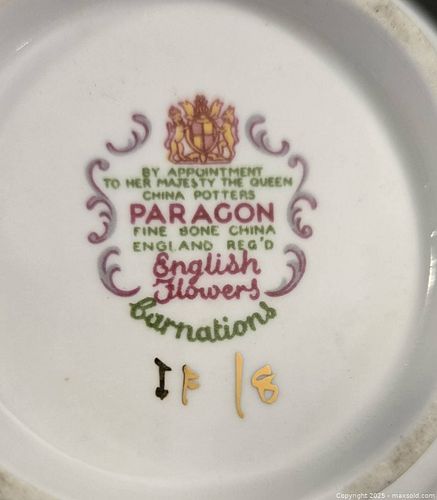 BY APPOINTMENT
TO HER MAJESTY THE QUEEN
CHINA POTTERS
PARAGON
FINE BONE CHINA
ENGLAND REG'D
English
Flowers
Carnations
I F 18
Copyright 2025 - maxsold.com